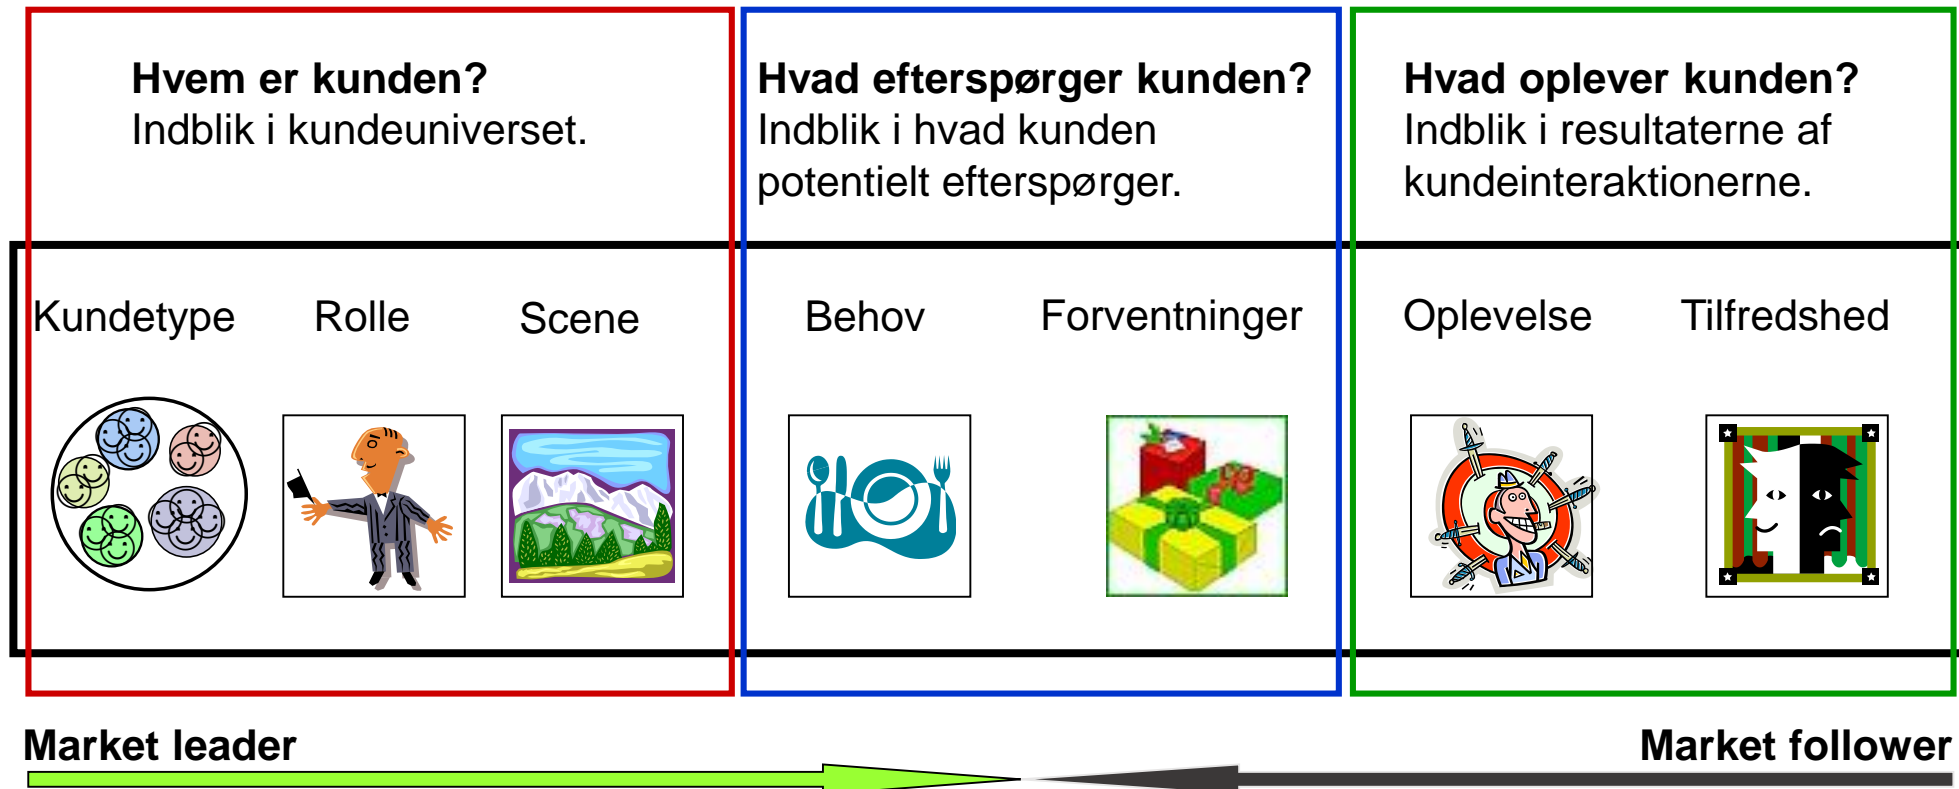 Hvem er kunden?
Indblik i kundeuniverset.
Hvad efterspørger kunden?
Indblik i hvad kunden
potentielt efterspørger.
Hvad oplever kunden?
Indblik i resultaterne af
kundeinteraktionerne.
Kundetype
Rolle
Scene
Behov
Forventninger
Oplevelse
Tilfredshed
Market leader
Market follower